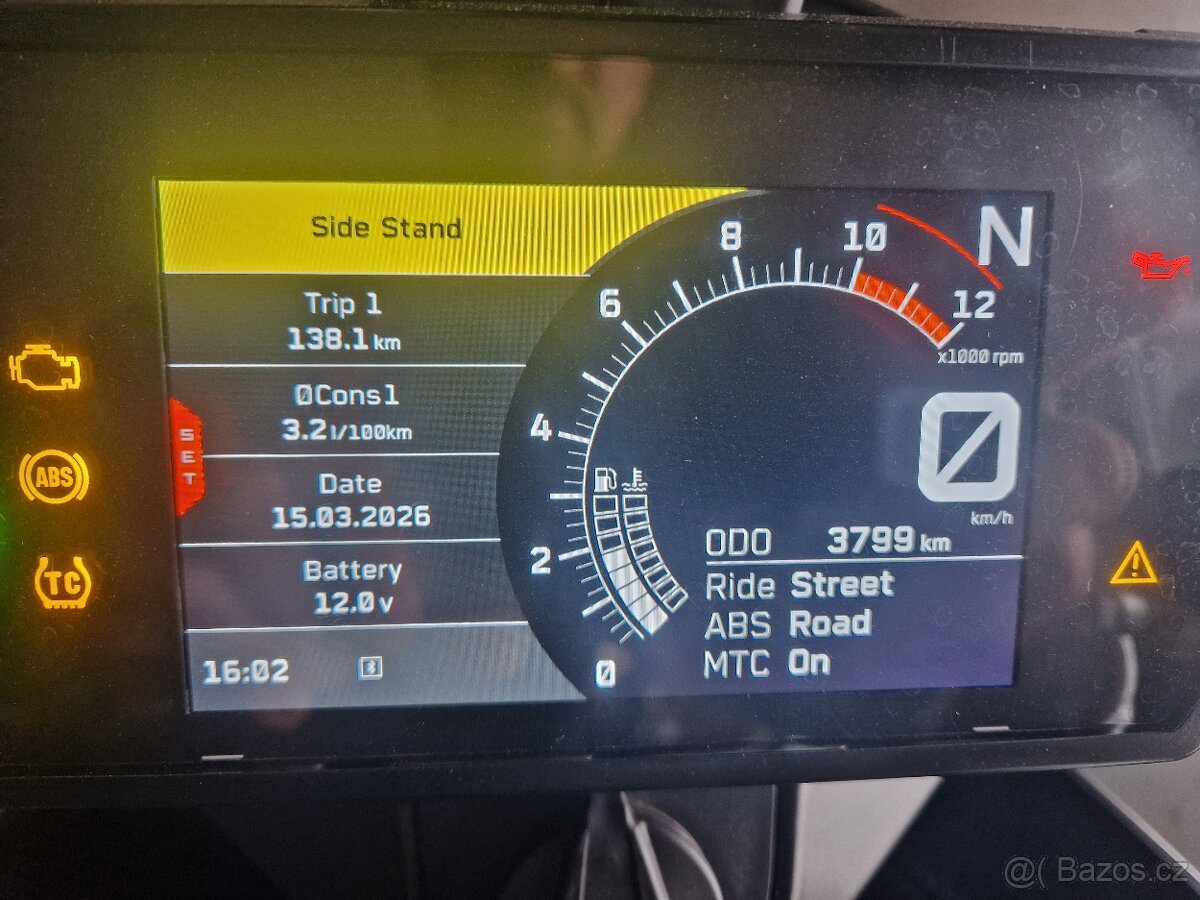 Side Stand
Trip 1
138.1 km
ØCons1
3.2 l/100km
Date
15.03.2026
Battery
12.0 v
16:02
SET
ABS
TC
0
2
4
6
8
10
12
x1000 rpm
N
0
km/h
ODO 3799 km
Ride Street
ABS Road
MTC On
@( Bazos.cz